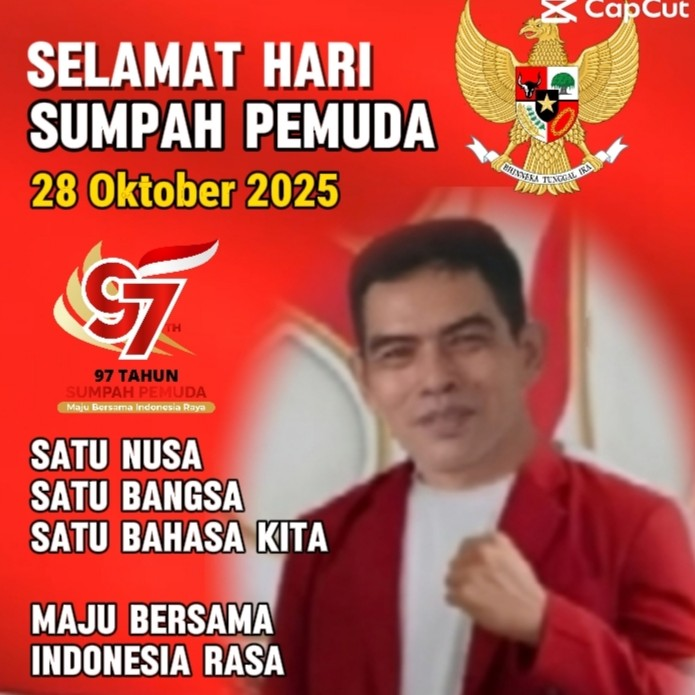 CapCut
SELAMAT HARI
SUMPAH PEMUDA
28 Oktober 2025
BHINNEKA TUNGGAL IKA
97
TH
97 TAHUN
SUMPAH PEMUDA
Maju Bersama Indonesia Raya
SATU NUSA
SATU BANGSA
SATU BAHASA KITA
MAJU BERSAMA
INDONESIA RASA